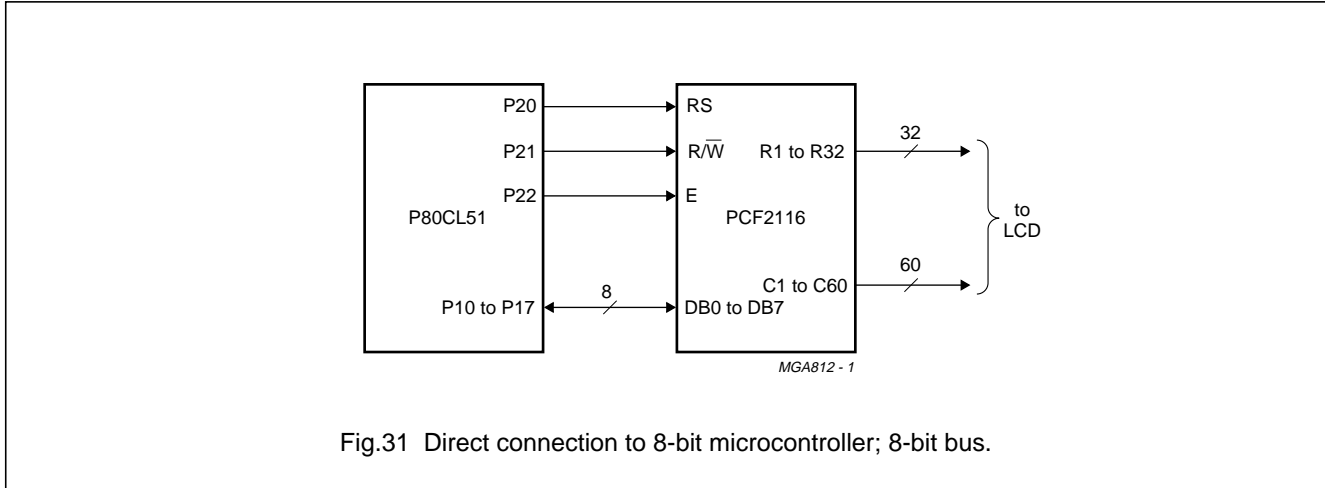 P20
RS
32
P21
R/W̅
R1 to R32
P22
E
P80CL51
PCF2116
to
LCD
60
C1 to C60
8
P10 to P17
DB0 to DB7
MGA812 - 1
Fig.31 Direct connection to 8-bit microcontroller; 8-bit bus.